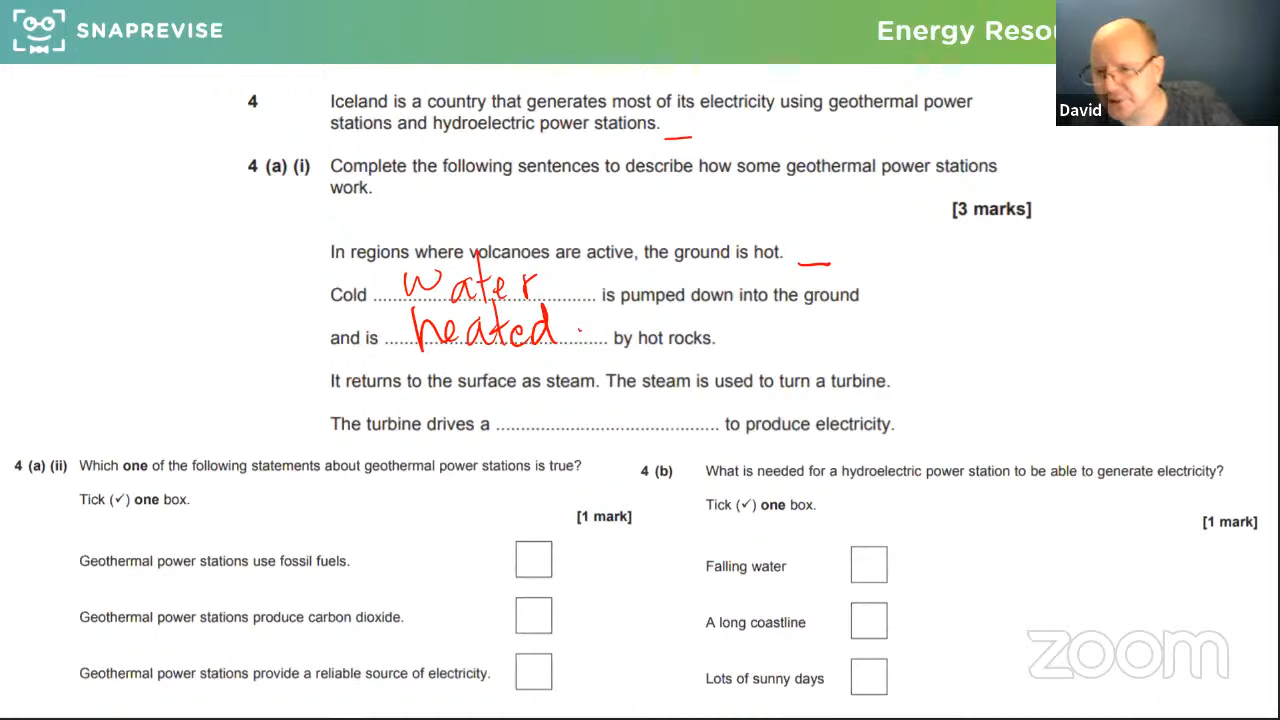 SNAPREVISE
Energy Resou
David
4 Iceland is a country that generates most of its electricity using geothermal power
stations and hydroelectric power stations.
4 (a) (i) Complete the following sentences to describe how some geothermal power stations
work.
[3 marks]
In regions where volcanoes are active, the ground is hot.
Cold water is pumped down into the ground
and is heated by hot rocks.
It returns to the surface as steam. The steam is used to turn a turbine.
The turbine drives a ........................................... to produce electricity.
4 (a) (ii) Which one of the following statements about geothermal power stations is true?
Tick (✓) one box.
[1 mark]
Geothermal power stations use fossil fuels.
Geothermal power stations produce carbon dioxide.
Geothermal power stations provide a reliable source of electricity.
4 (b) What is needed for a hydroelectric power station to be able to generate electricity?
Tick (✓) one box.
[1 mark]
Falling water
A long coastline
Lots of sunny days
zoom